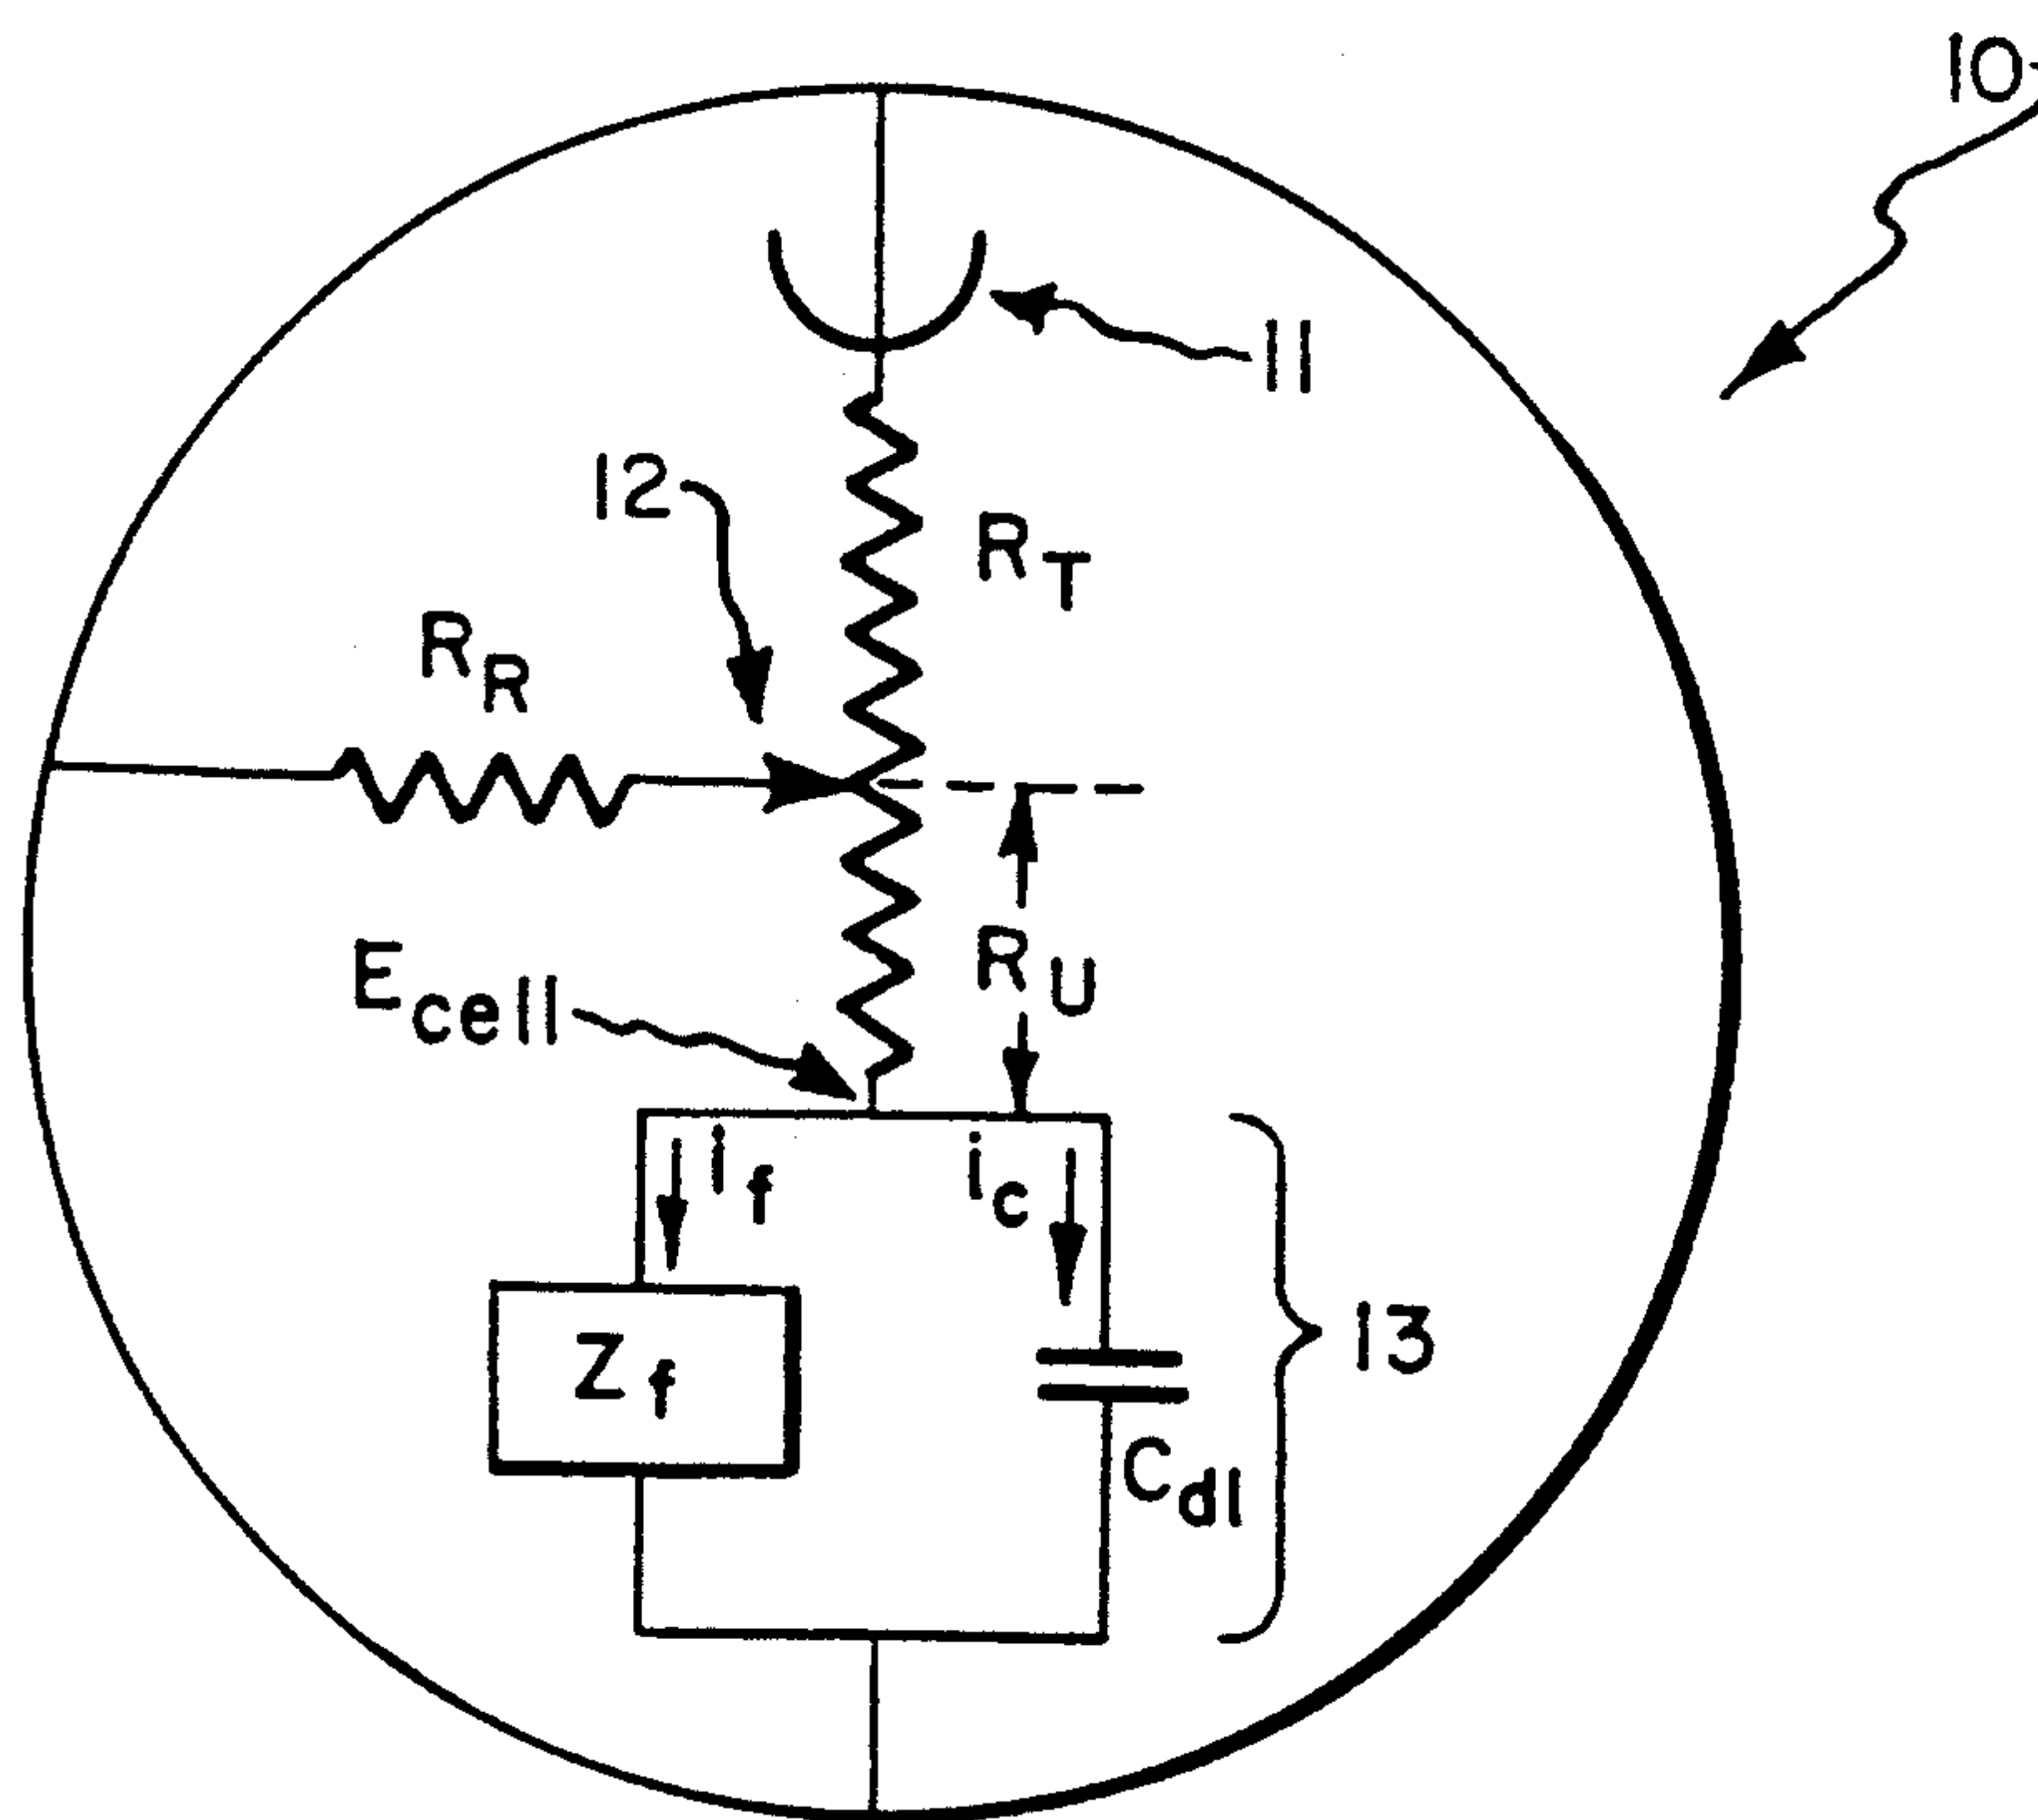 10
11
12
R_T
R_R
E_cell
R_U
I_f
i_c
Z_f
13
C_dl